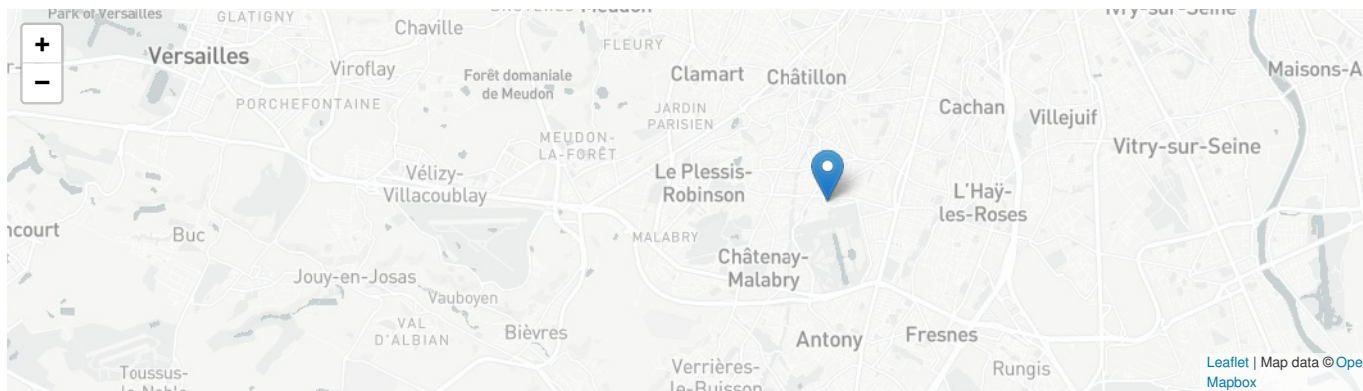 Park of Versailles
GLATIGNY
Meudon
Ivry-sur-Seine
+
−
Chaville
Versailles
FLEURY
Viroflay
Forêt domaniale
de Meudon
Clamart
Châtillon
Maisons-A
PORCHEFONTAINE
JARDIN
PARISIEN
Cachan
Villejuif
MEUDON-
LA-FORÊT
Vitry-sur-Seine
Vélizy-
Villacoublay
Le Plessis-
Robinson
L'Haÿ-
les-Roses
ncourt
Buc
MALABRY
Châtenay-
Malabry
Jouy-en-Josas
Vauboyen
VAL
D'ALBIAN
Bièvres
Antony
Fresnes
Verrières-
le-Buisson
Rungis
Toussus-
le-Noble
Leaflet | Map data © Ope
Mapbox